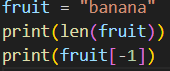 fruit = "banana"
print(len(fruit))
print(fruit[-1])